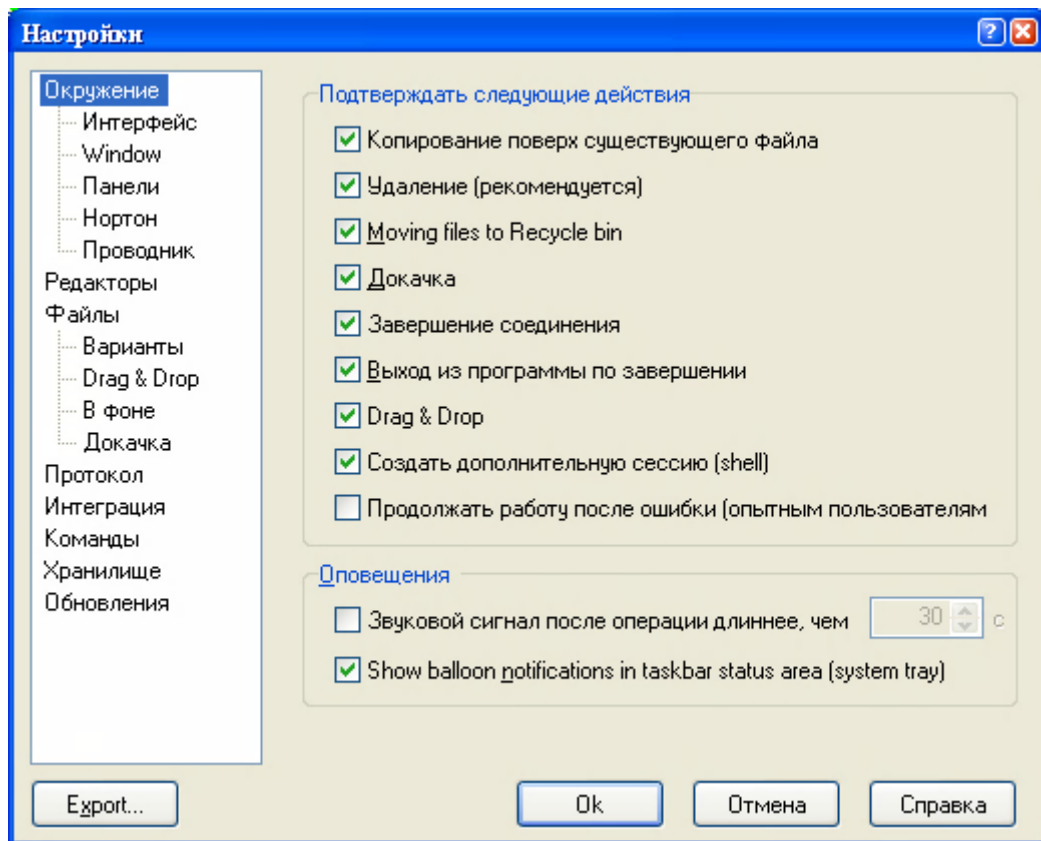 Настройки
Окружение
Интерфейс
Window
Панели
Нортон
Проводник
Редакторы
Файлы
Варианты
Drag & Drop
В фоне
Докачка
Протокол
Интеграция
Команды
Хранилище
Обновления
Подтверждать следующие действия
Копирование поверх существующего файла
Удаление (рекомендуется)
Moving files to Recycle bin
Докачка
Завершение соединения
Выход из программы по завершении
Drag & Drop
Создать дополнительную сессию (shell)
Продолжать работу после ошибки (опытным пользователям
Оповещения
Звуковой сигнал после операции длиннее, чем 30 с
Show balloon notifications in taskbar status area (system tray)
Export... Ok Отмена Справка